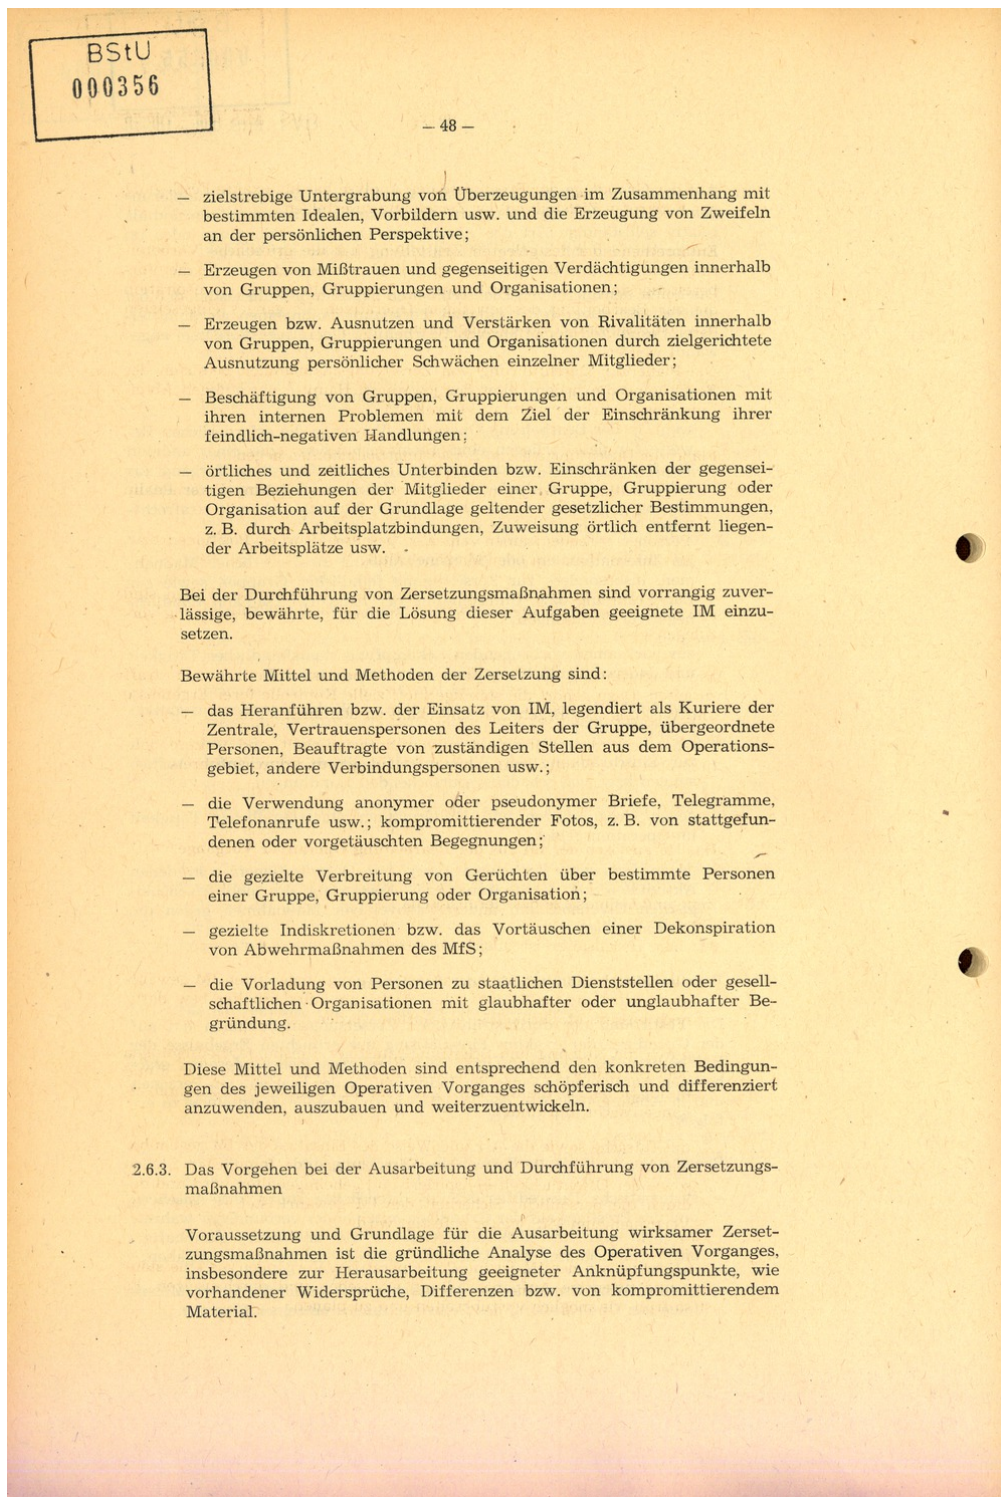 BStU
000356
— 48 —
— zielstrebige Untergrabung von Überzeugungen im Zusammenhang mit
bestimmten Idealen, Vorbildern usw. und die Erzeugung von Zweifeln
an der persönlichen Perspektive;
— Erzeugen von Mißtrauen und gegenseitigen Verdächtigungen innerhalb
von Gruppen, Gruppierungen und Organisationen;
— Erzeugen bzw. Ausnutzen und Verstärken von Rivalitäten innerhalb
von Gruppen, Gruppierungen und Organisationen durch zielgerichtete
Ausnutzung persönlicher Schwächen einzelner Mitglieder;
— Beschäftigung von Gruppen, Gruppierungen und Organisationen mit
ihren internen Problemen mit dem Ziel der Einschränkung ihrer
feindlich-negativen Handlungen;
— örtliches und zeitliches Unterbinden bzw. Einschränken der gegensei-
tigen Beziehungen der Mitglieder einer Gruppe, Gruppierung oder
Organisation auf der Grundlage geltender gesetzlicher Bestimmungen,
z. B. durch Arbeitsplatzbindungen, Zuweisung örtlich entfernt liegen-
der Arbeitsplätze usw.
Bei der Durchführung von Zersetzungsmaßnahmen sind vorrangig zuver-
lässige, bewährte, für die Lösung dieser Aufgaben geeignete IM einzu-
setzen.
Bewährte Mittel und Methoden der Zersetzung sind:
— das Heranführen bzw. der Einsatz von IM, legendiert als Kuriere der
Zentrale, Vertrauenspersonen des Leiters der Gruppe, übergeordnete
Personen, Beauftragte von zuständigen Stellen aus dem Operations-
gebiet, andere Verbindungspersonen usw.;
— die Verwendung anonymer oder pseudonymer Briefe, Telegramme,
Telefonanrufe usw.; kompromittierender Fotos, z. B. von stattgefun-
denen oder vorgetäuschten Begegnungen;
— die gezielte Verbreitung von Gerüchten über bestimmte Personen
einer Gruppe, Gruppierung oder Organisation;
— gezielte Indiskretionen bzw. das Vortäuschen einer Dekonspiration
von Abwehrmaßnahmen des MfS;
— die Vorladung von Personen zu staatlichen Dienststellen oder gesell-
schaftlichen Organisationen mit glaubhafter oder unglaubhafter Be-
gründung.
Diese Mittel und Methoden sind entsprechend den konkreten Bedingun-
gen des jeweiligen Operativen Vorganges schöpferisch und differenziert
anzuwenden, auszubauen und weiterzuentwickeln.
2.6.3. Das Vorgehen bei der Ausarbeitung und Durchführung von Zersetzungs-
maßnahmen
Voraussetzung und Grundlage für die Ausarbeitung wirksamer Zerset-
zungsmaßnahmen ist die gründliche Analyse des Operativen Vorganges,
insbesondere zur Herausarbeitung geeigneter Anknüpfungspunkte, wie
vorhandener Widersprüche, Differenzen bzw. von kompromittierendem
Material.